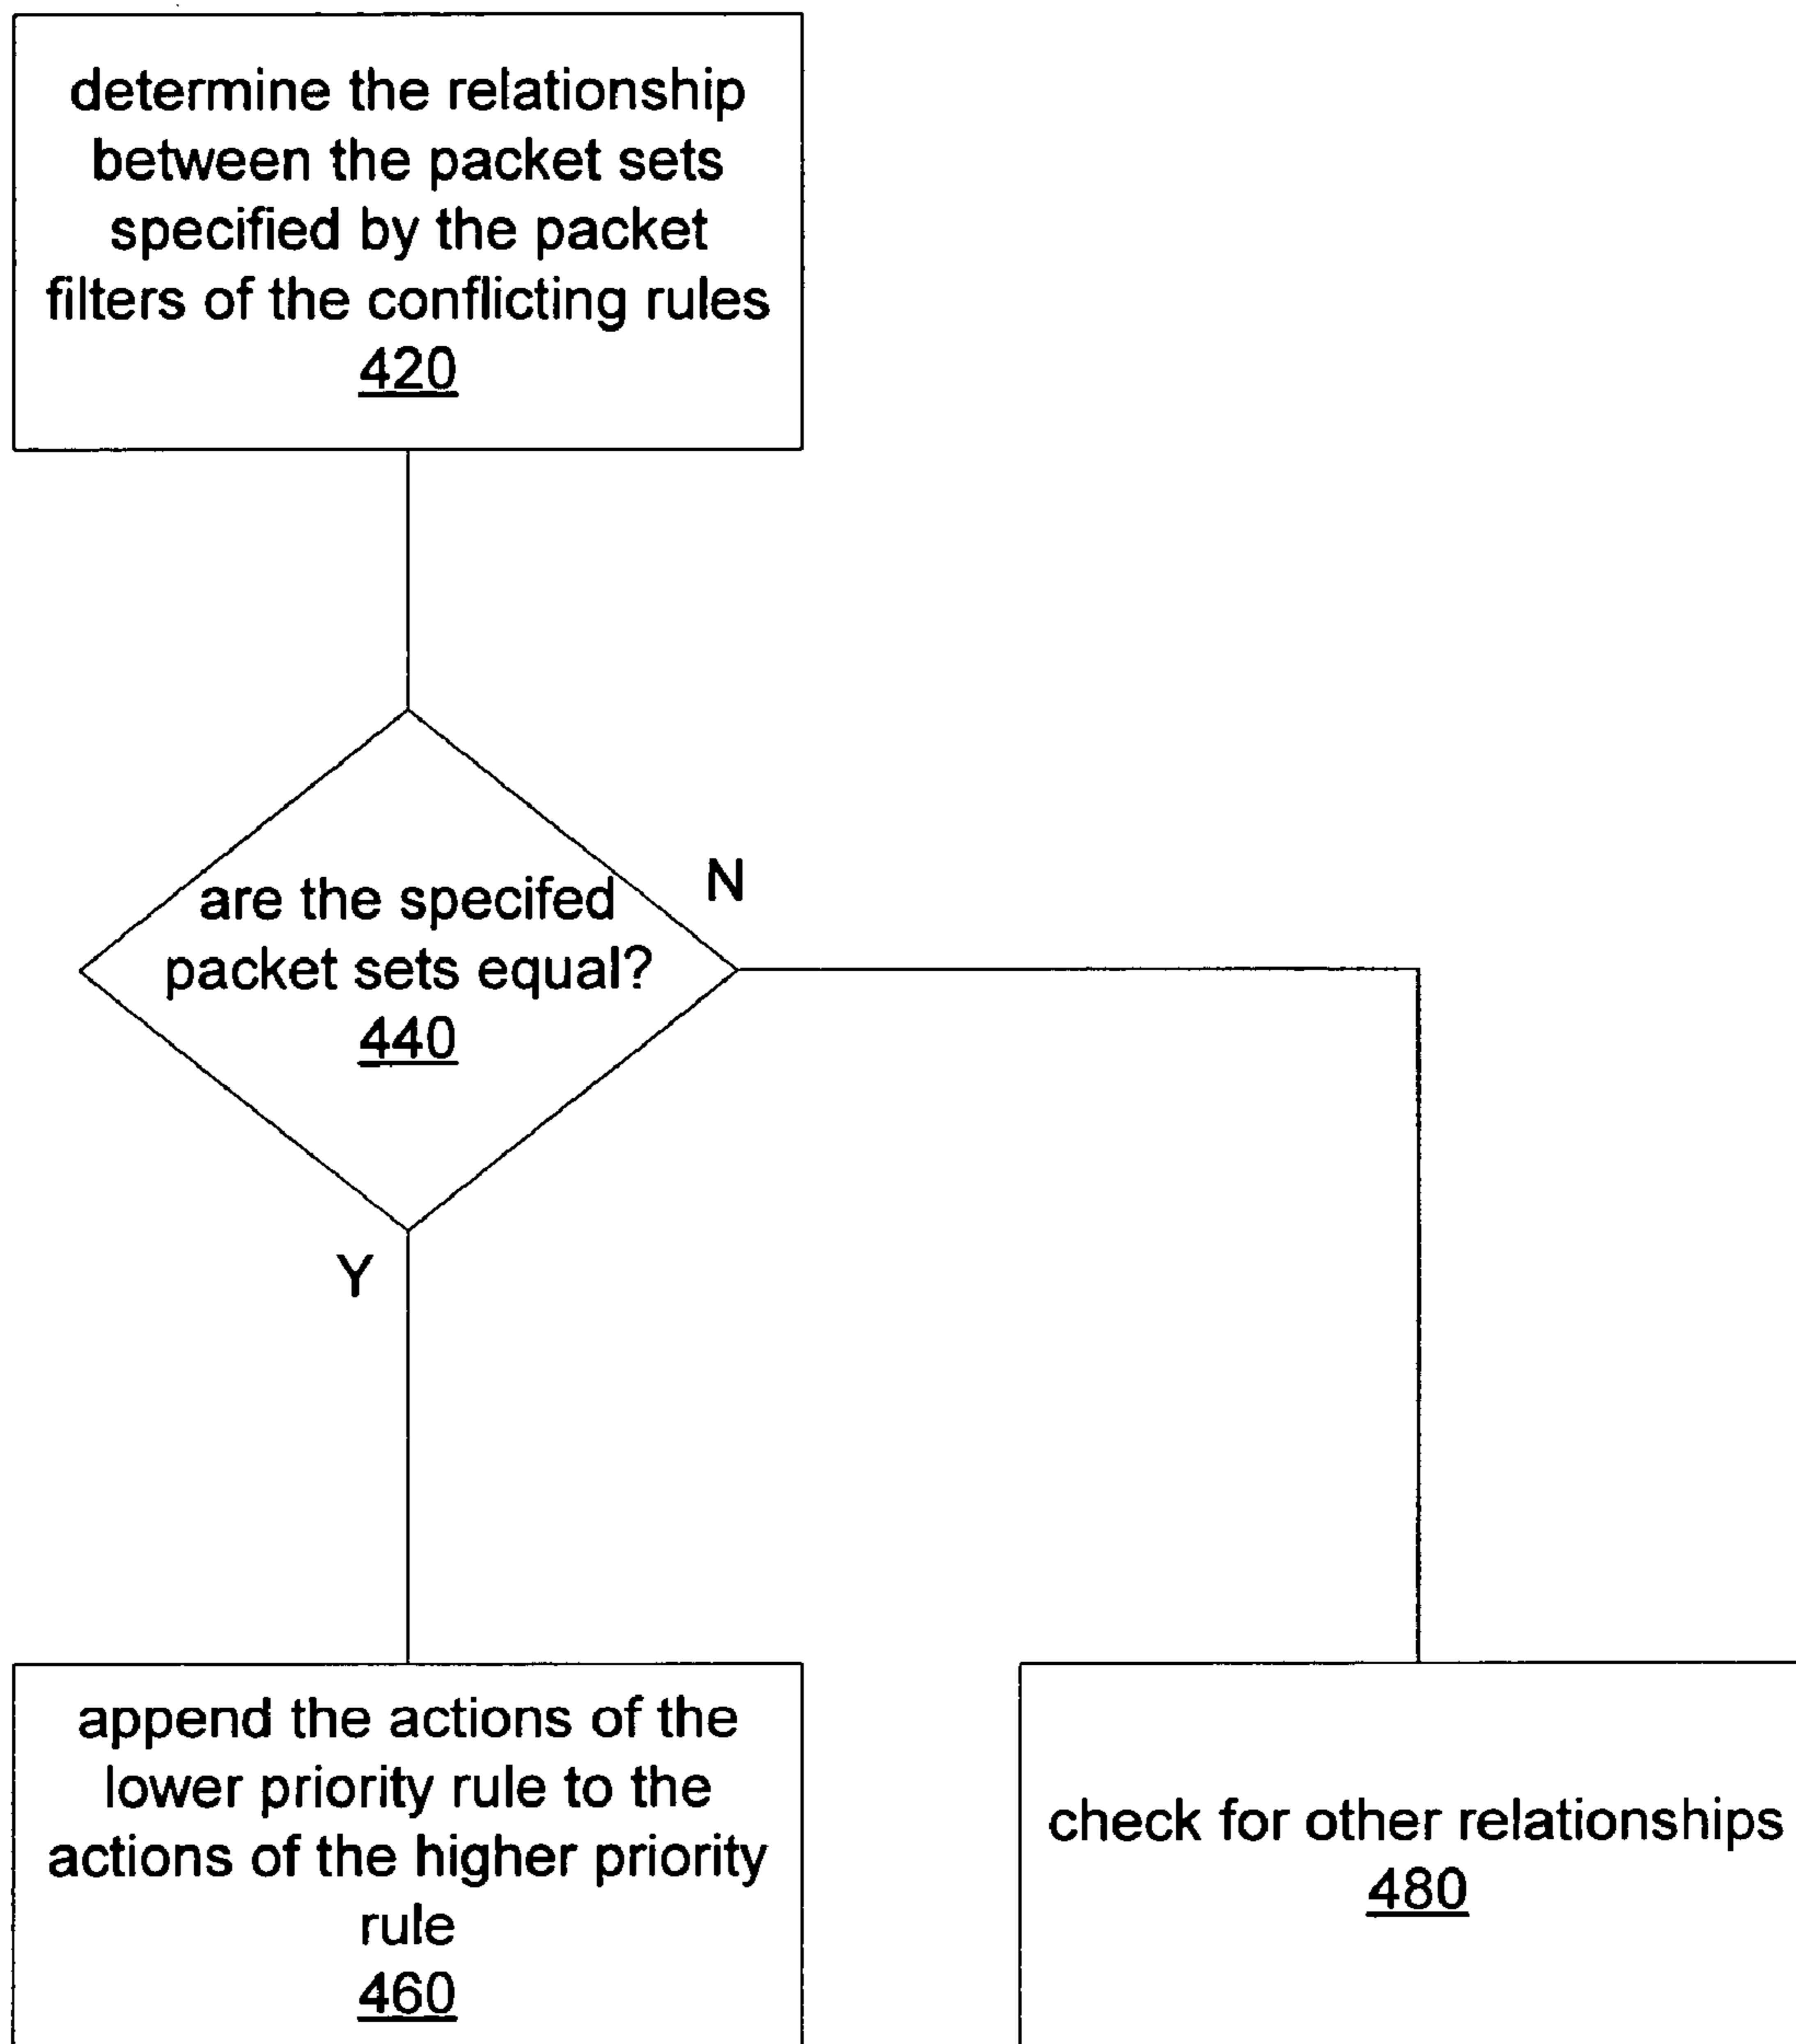 determine the relationship
between the packet sets
specified by the packet
filters of the conflicting rules
420
are the specifed
packet sets equal?
440
N
Y
append the actions of the
lower priority rule to the
actions of the higher priority
rule
460
check for other relationships
480